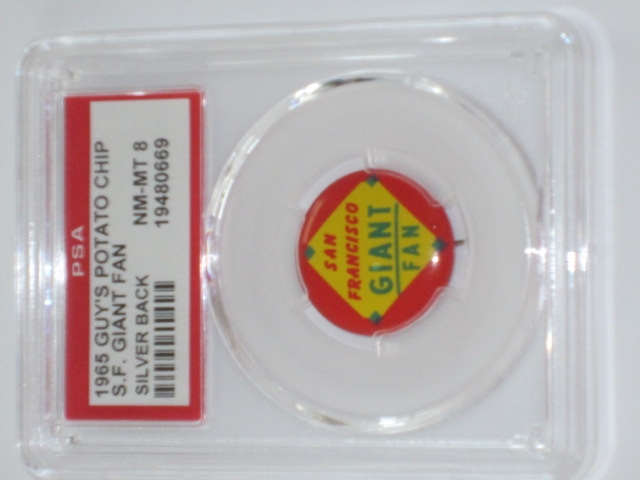 PSA
1965 GUY'S POTATO CHIP
S.F. GIANT FAN NM-MT 8
SILVER BACK 19480669
SAN
FRANCISCO
GIANT
FAN